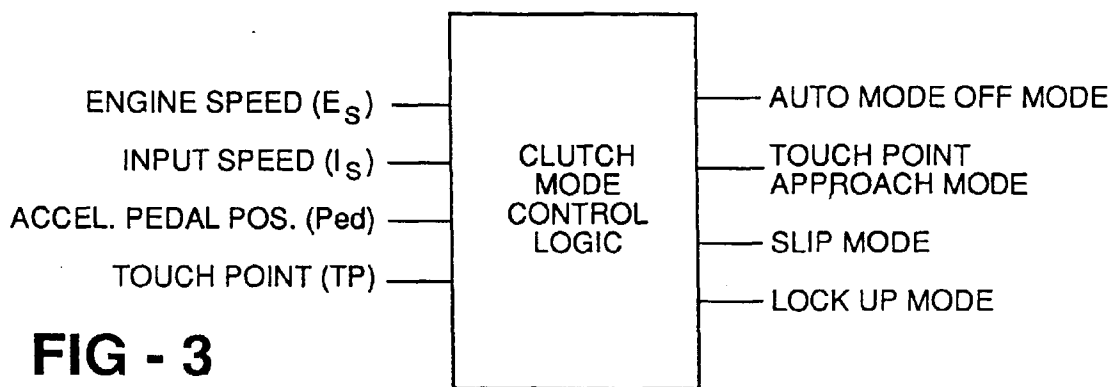 ENGINE SPEED (ES)
INPUT SPEED (IS)
ACCEL. PEDAL POS. (Ped)
TOUCH POINT (TP)
CLUTCH
MODE
CONTROL
LOGIC
AUTO MODE OFF MODE
TOUCH POINT
APPROACH MODE
SLIP MODE
LOCK UP MODE
FIG - 3